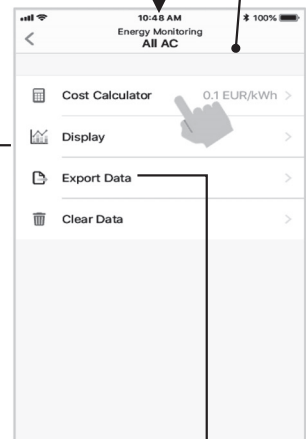 10:48 AM
100%
Energy Monitoring
All AC
Cost Calculator 0.1 EUR/kWh
Display
Export Data
Clear Data